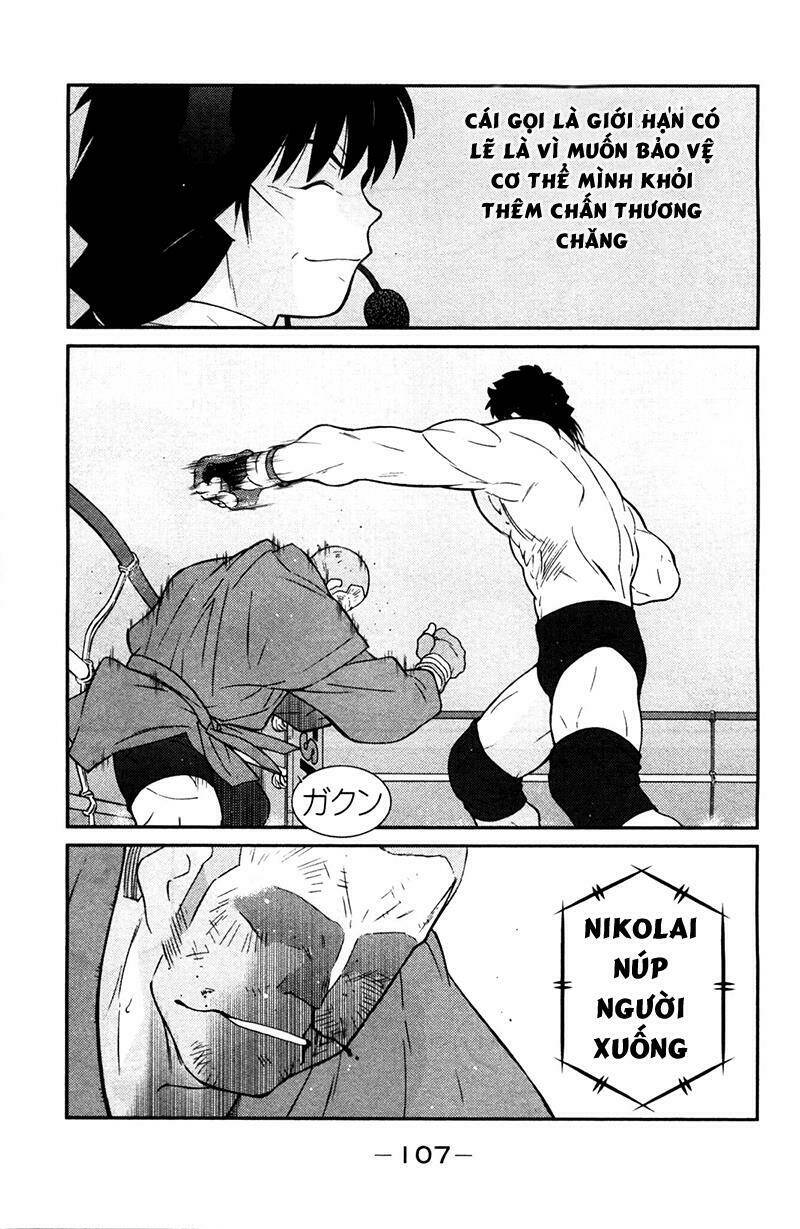 CÁI GỌI LÀ GIỚI HẠN CÓ
LẼ LÀ VÌ MUỐN BẢO VỆ
CƠ THỂ MÌNH KHỎI
THÊM CHẤN THƯƠNG
CHĂNG
ガクン
NIKOLAI
NÚP
NGƯỜI
XUỐNG
—107—